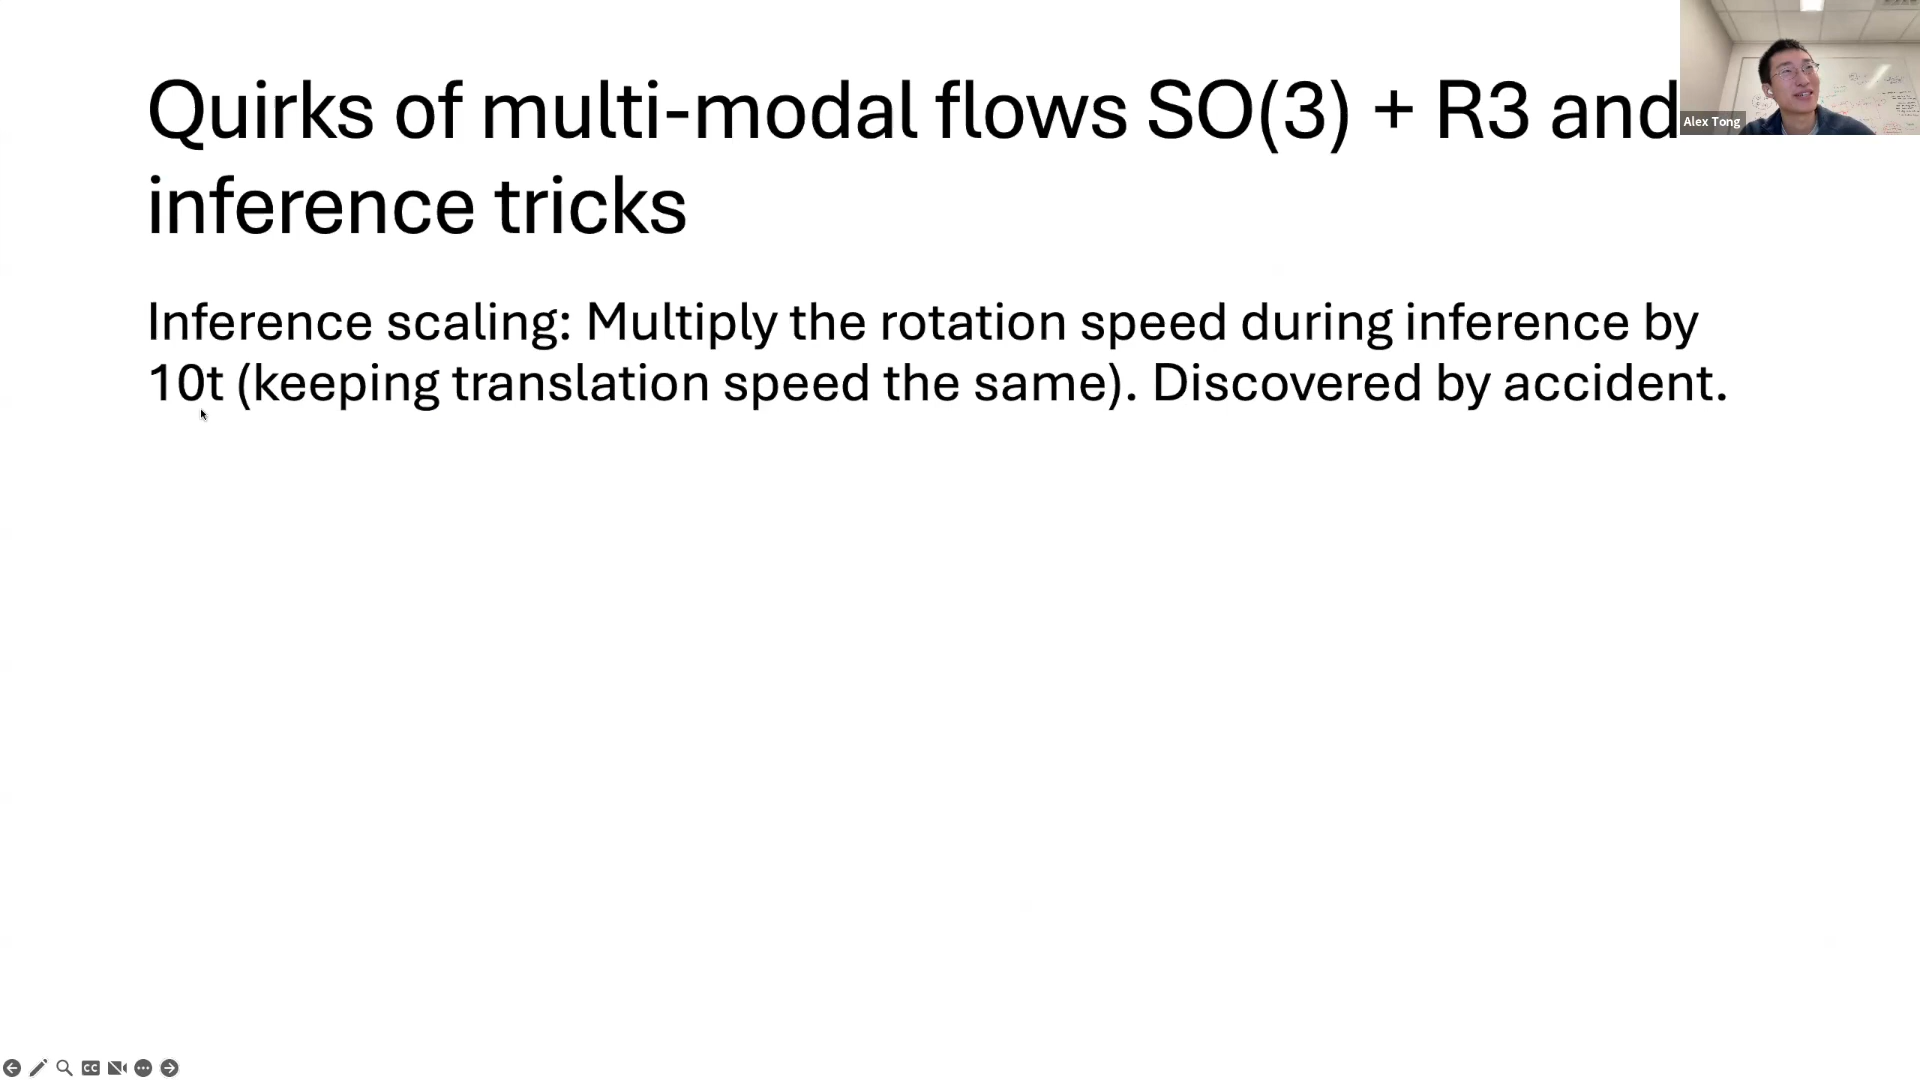 Quirks of multi-modal flows SO(3) + R3 and
inference tricks
Alex Tong
Inference scaling: Multiply the rotation speed during inference by
10t (keeping translation speed the same). Discovered by accident.
CC